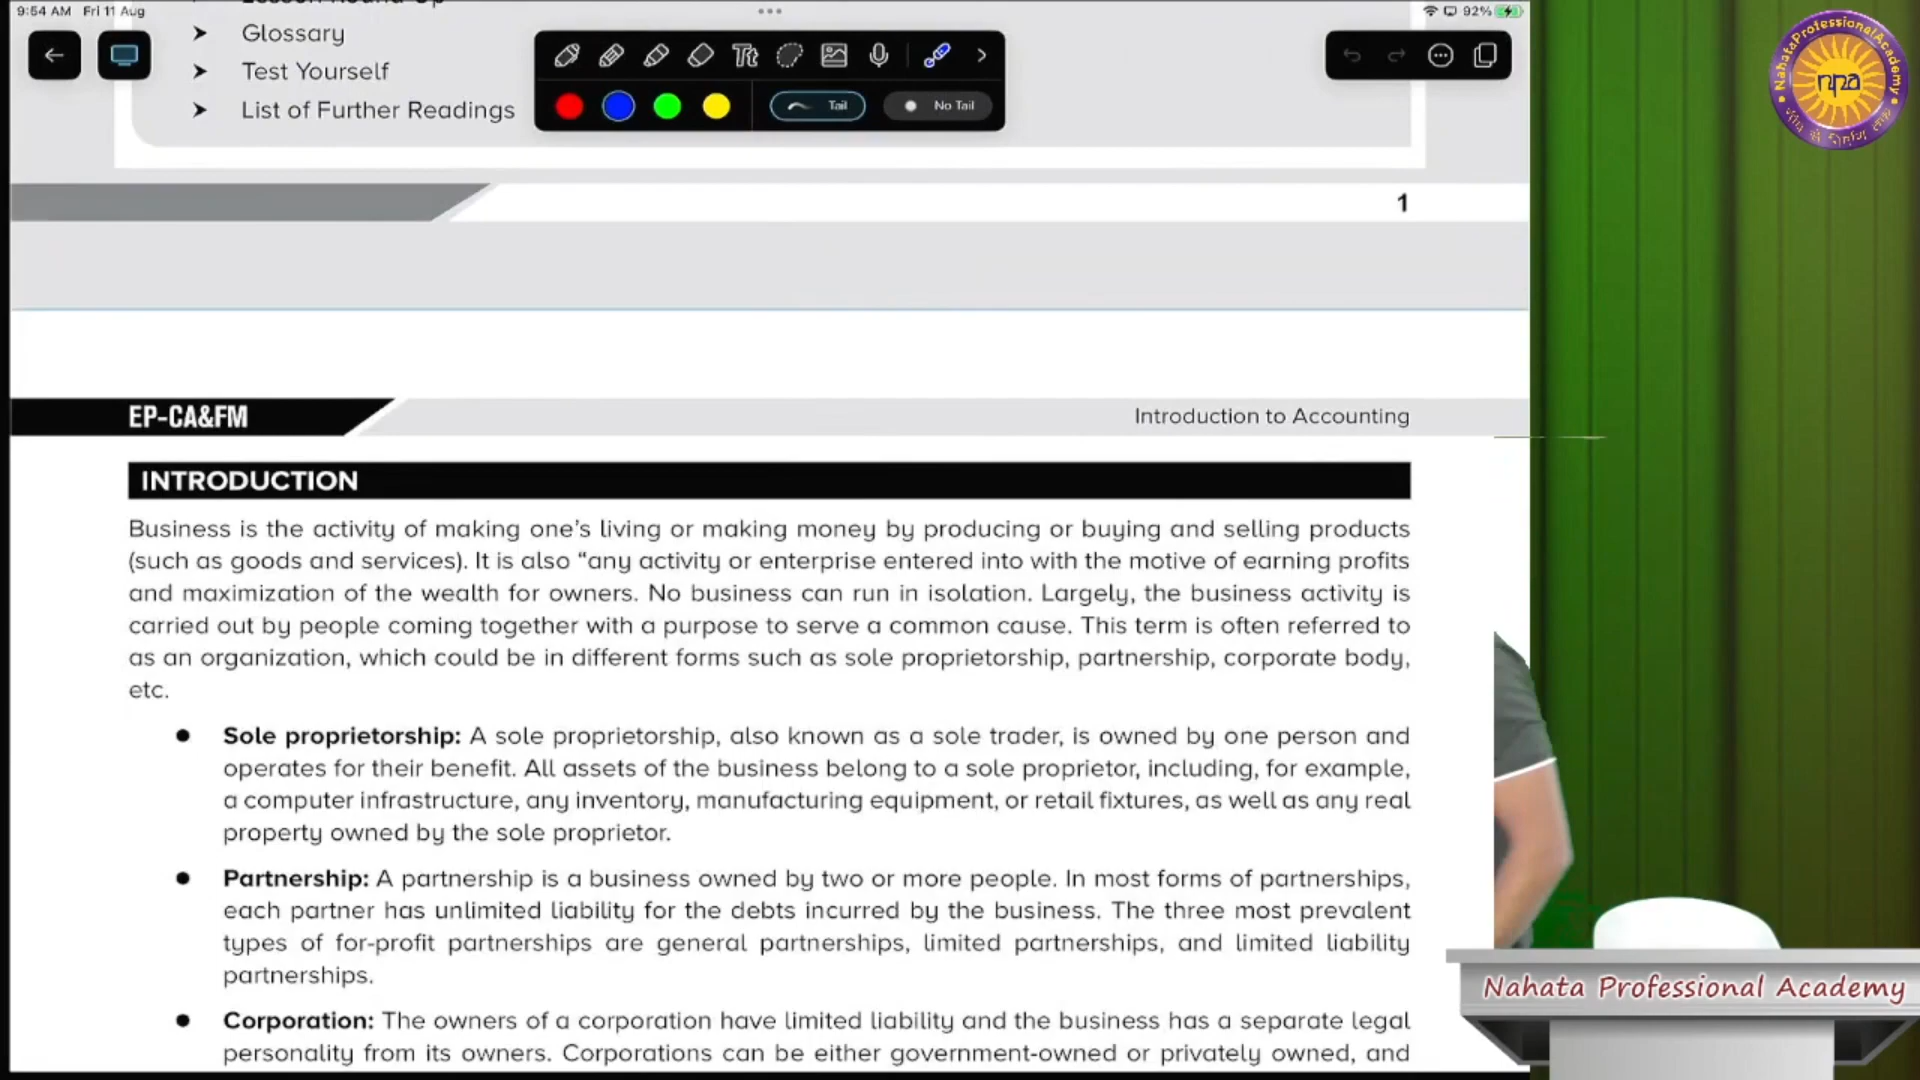 9:54 AM Fri 11 Aug
92%
Lesson Round-Up
Glossary
Test Yourself
List of Further Readings
Tt
Tail
No Tail
NahataProfessionalAcademy
npa
1
EP-CA&FM
Introduction to Accounting
INTRODUCTION
Business is the activity of making one's living or making money by producing or buying and selling products
(such as goods and services). It is also “any activity or enterprise entered into with the motive of earning profits
and maximization of the wealth for owners. No business can run in isolation. Largely, the business activity is
carried out by people coming together with a purpose to serve a common cause. This term is often referred to
as an organization, which could be in different forms such as sole proprietorship, partnership, corporate body,
etc.
Sole proprietorship: A sole proprietorship, also known as a sole trader, is owned by one person and
operates for their benefit. All assets of the business belong to a sole proprietor, including, for example,
a computer infrastructure, any inventory, manufacturing equipment, or retail fixtures, as well as any real
property owned by the sole proprietor.
Partnership: A partnership is a business owned by two or more people. In most forms of partnerships,
each partner has unlimited liability for the debts incurred by the business. The three most prevalent
types of for-profit partnerships are general partnerships, limited partnerships, and limited liability
partnerships.
Corporation: The owners of a corporation have limited liability and the business has a separate legal
personality from its owners. Corporations can be either government-owned or privately owned, and
Nahata Professional Academy